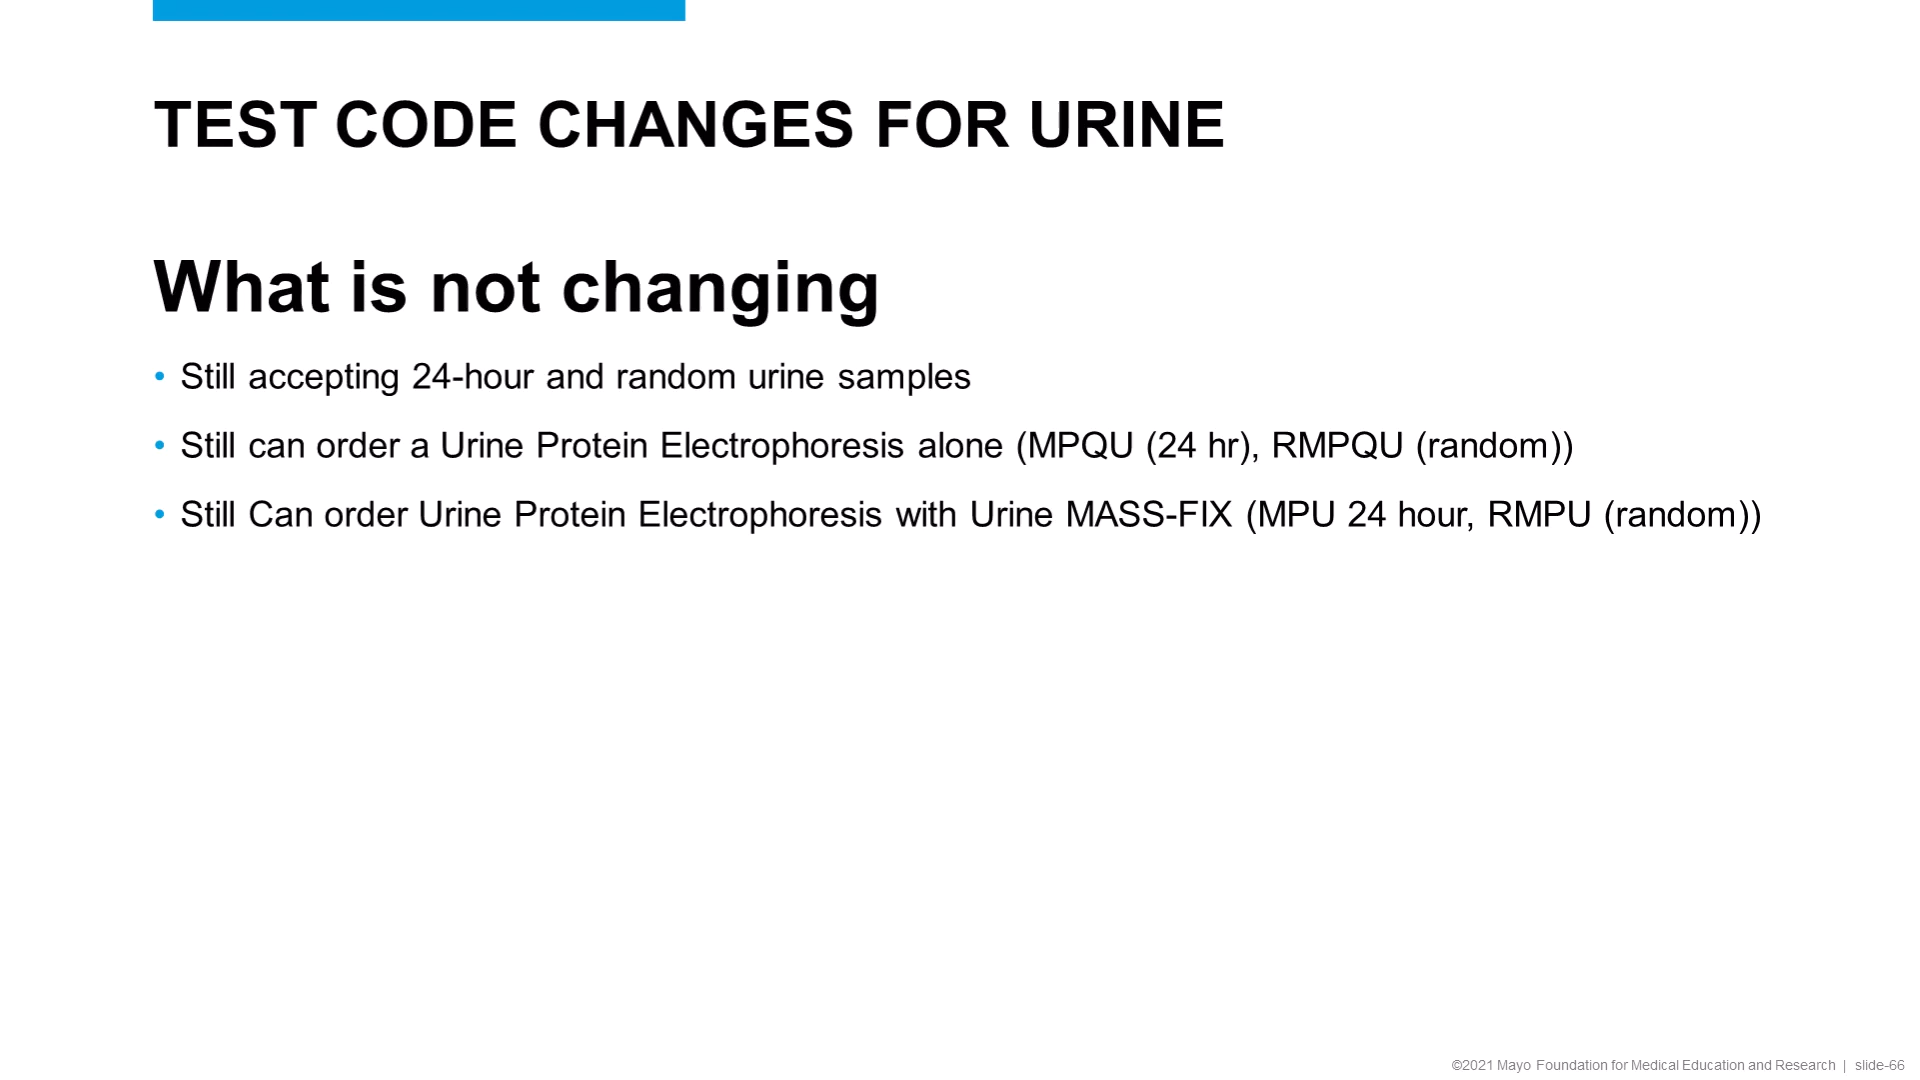 TEST CODE CHANGES FOR URINE
What is not changing
• Still accepting 24-hour and random urine samples
• Still can order a Urine Protein Electrophoresis alone (MPQU (24 hr), RMPQU (random))
• Still Can order Urine Protein Electrophoresis with Urine MASS-FIX (MPU 24 hour, RMPU (random))
©2021 Mayo Foundation for Medical Education and Research | slide-66